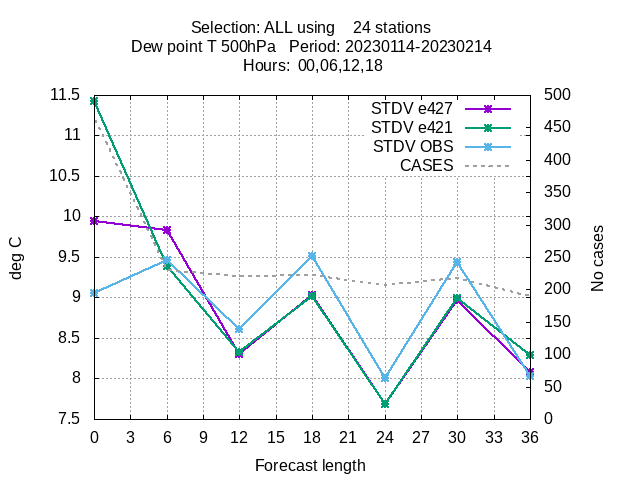 Selection: ALL using    24 stations
Dew point T 500hPa   Period: 20230114-20230214
Hours: 00,06,12,18
STDV e427
STDV e421
STDV OBS
CASES
11.5
11
10.5
10
9.5
9
8.5
8
7.5
500
450
400
350
300
250
200
150
100
50
0
deg C
No cases
0 3 6 9 12 15 18 21 24 27 30 33 36
Forecast length